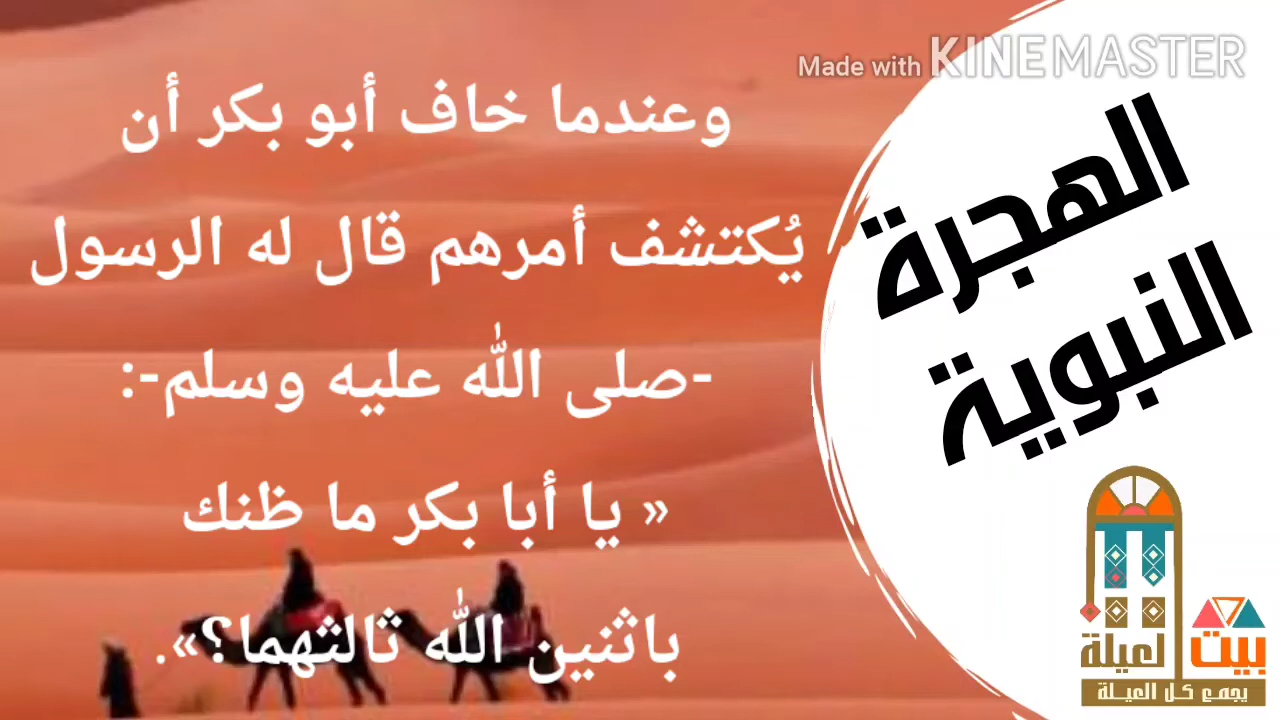 Made with KINEMASTER
الهجرة
النبوية
وعندما خاف أبو بكر أن
يُكتشف أمرهم قال له الرسول
-صلى الله عليه وسلم-:
« يا أبا بكر ما ظنك
باثنين الله ثالثهما؟».
بيت لعيلة
يجمع كل العيلة